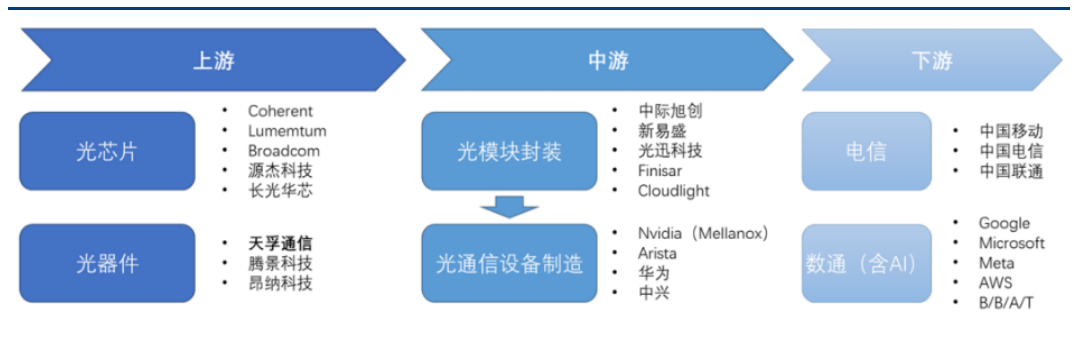 上游
光芯片
• Coherent
• Lumemtum
• Broadcom
• 源杰科技
• 长光华芯
光器件
• 天孚通信
• 腾景科技
• 昂纳科技
中游
光模块封装
• 中际旭创
• 新易盛
• 光迅科技
• Finisar
• Cloudlight
光通信设备制造
• Nvidia（Mellanox）
• Arista
• 华为
• 中兴
下游
电信
• 中国移动
• 中国电信
• 中国联通
数通（含AI）
• Google
• Microsoft
• Meta
• AWS
• B/B/A/T